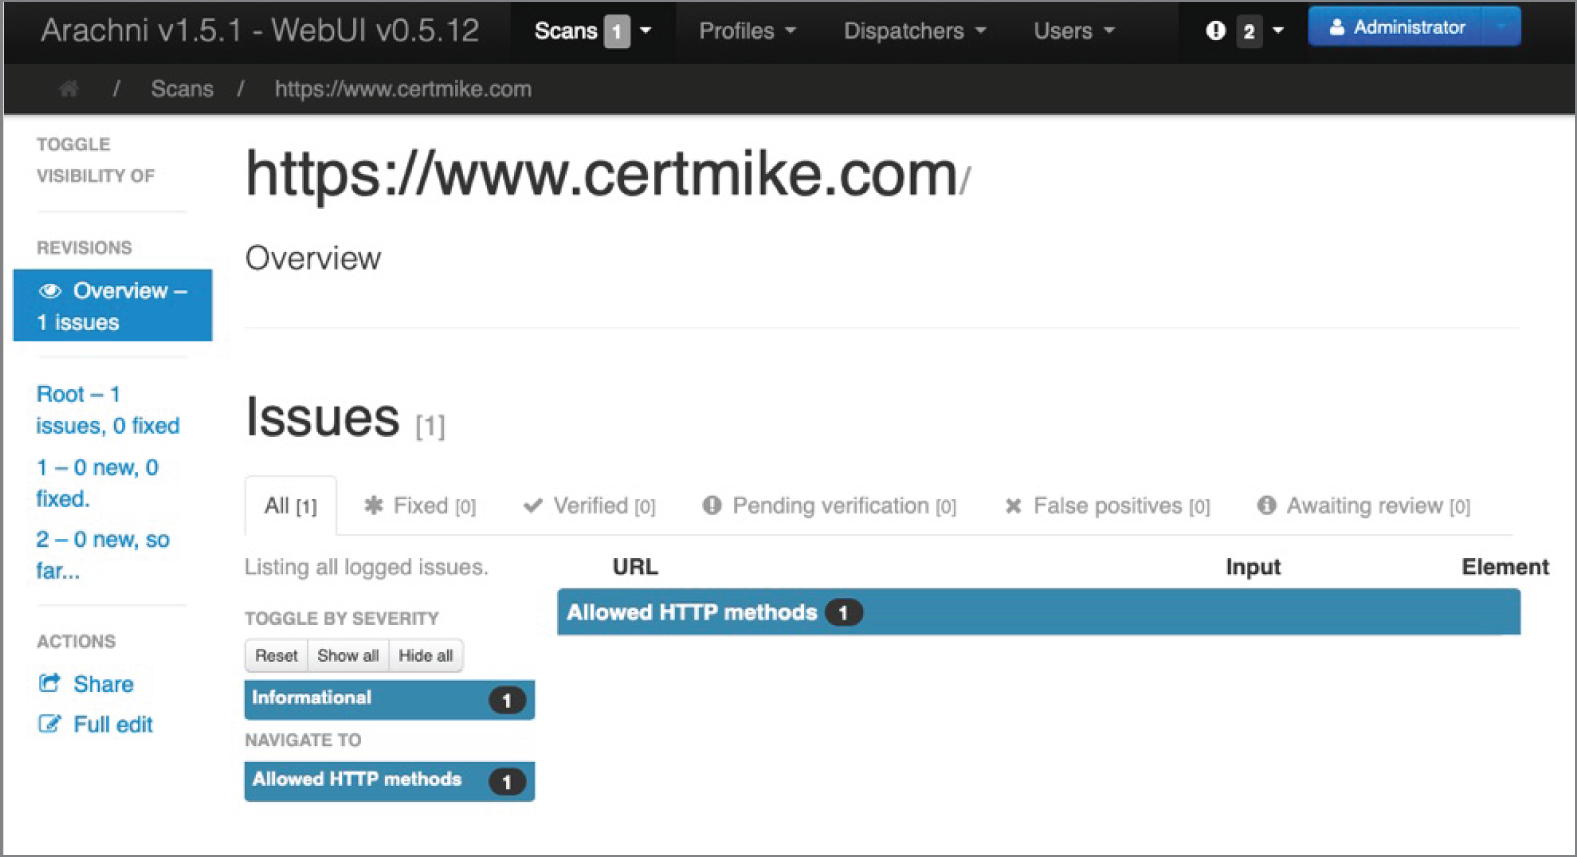 Arachni v1.5.1 - WebUI v0.5.12 Scans 1 Profiles Dispatchers Users 2 Administrator
/ Scans / https://www.certmike.com
TOGGLE
VISIBILITY OF
REVISIONS
Overview –
1 issues
Root – 1
issues, 0 fixed
1 – 0 new, 0
fixed.
2 – 0 new, so
far...
ACTIONS
Share
Full edit
https://www.certmike.com/
Overview
Issues [1]
All [1] Fixed [0] Verified [0] Pending verification [0] False positives [0] Awaiting review [0]
Listing all logged issues.
TOGGLE BY SEVERITY
Reset Show all Hide all
Informational 1
NAVIGATE TO
Allowed HTTP methods 1
URL Input Element
Allowed HTTP methods 1